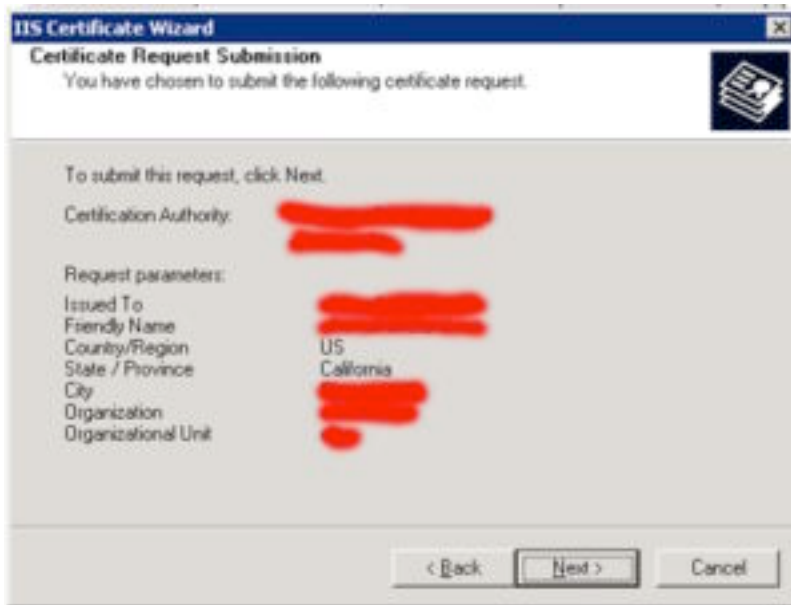 IIS Certificate Wizard
Certificate Request Submission
You have chosen to submit the following certificate request.
To submit this request, click Next.
Certification Authority:
Request parameters:
Issued To
Friendly Name
Country/Region US
State / Province California
City
Organization
Organizational Unit
< Back Next > Cancel